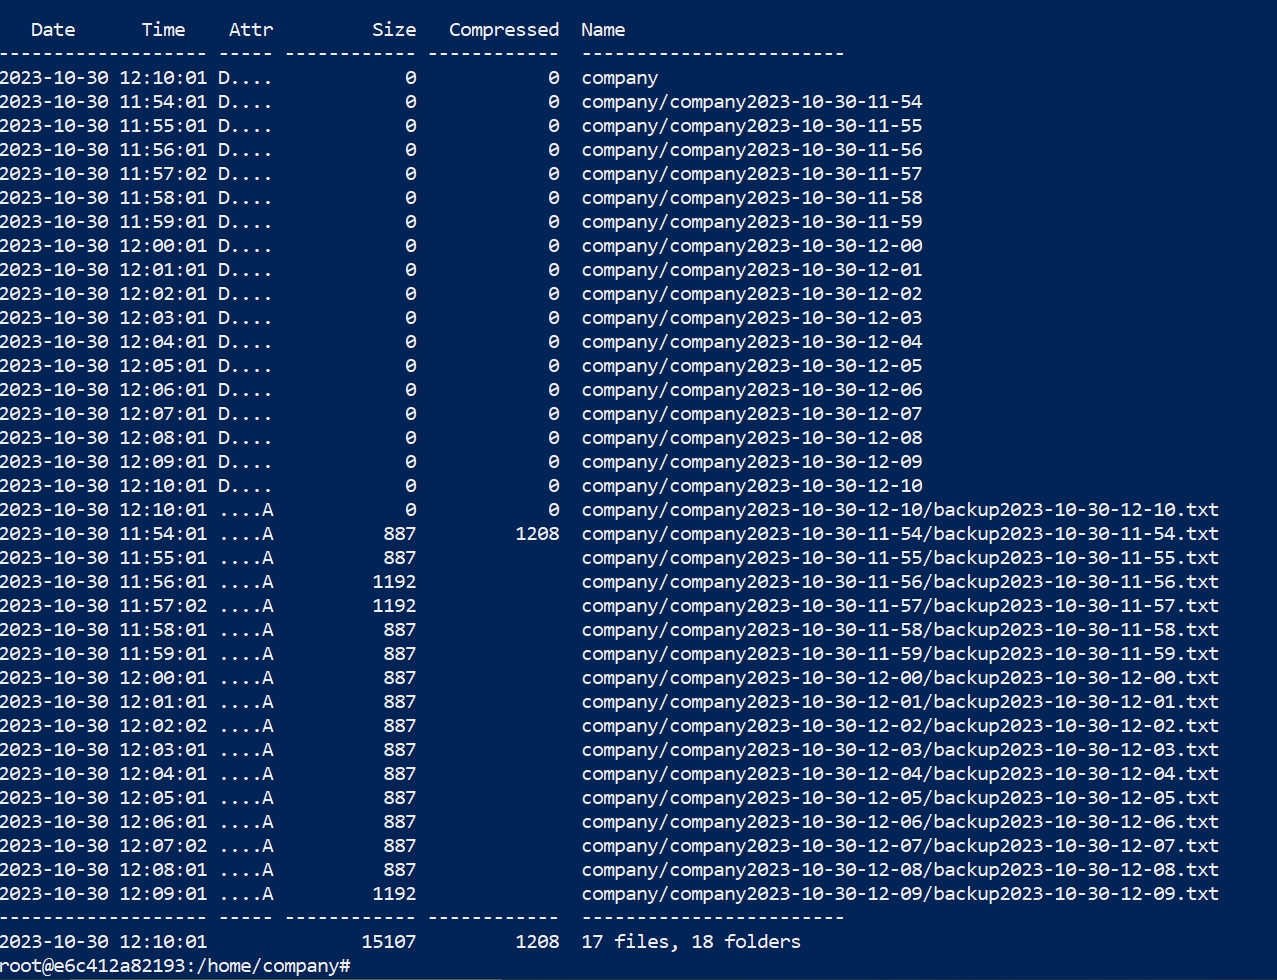 Date Time Attr Size Compressed Name
------------------- ----- ------------ ------------ ------------------------
2023-10-30 12:10:01 D.... 0 0 company
2023-10-30 11:54:01 D.... 0 0 company/company2023-10-30-11-54
2023-10-30 11:55:01 D.... 0 0 company/company2023-10-30-11-55
2023-10-30 11:56:01 D.... 0 0 company/company2023-10-30-11-56
2023-10-30 11:57:02 D.... 0 0 company/company2023-10-30-11-57
2023-10-30 11:58:01 D.... 0 0 company/company2023-10-30-11-58
2023-10-30 11:59:01 D.... 0 0 company/company2023-10-30-11-59
2023-10-30 12:00:01 D.... 0 0 company/company2023-10-30-12-00
2023-10-30 12:01:01 D.... 0 0 company/company2023-10-30-12-01
2023-10-30 12:02:01 D.... 0 0 company/company2023-10-30-12-02
2023-10-30 12:03:01 D.... 0 0 company/company2023-10-30-12-03
2023-10-30 12:04:01 D.... 0 0 company/company2023-10-30-12-04
2023-10-30 12:05:01 D.... 0 0 company/company2023-10-30-12-05
2023-10-30 12:06:01 D.... 0 0 company/company2023-10-30-12-06
2023-10-30 12:07:01 D.... 0 0 company/company2023-10-30-12-07
2023-10-30 12:08:01 D.... 0 0 company/company2023-10-30-12-08
2023-10-30 12:09:01 D.... 0 0 company/company2023-10-30-12-09
2023-10-30 12:10:01 D.... 0 0 company/company2023-10-30-12-10
2023-10-30 12:10:01 ....A 0 0 company/company2023-10-30-12-10/backup2023-10-30-12-10.txt
2023-10-30 11:54:01 ....A 887 1208 company/company2023-10-30-11-54/backup2023-10-30-11-54.txt
2023-10-30 11:55:01 ....A 887 company/company2023-10-30-11-55/backup2023-10-30-11-55.txt
2023-10-30 11:56:01 ....A 1192 company/company2023-10-30-11-56/backup2023-10-30-11-56.txt
2023-10-30 11:57:02 ....A 1192 company/company2023-10-30-11-57/backup2023-10-30-11-57.txt
2023-10-30 11:58:01 ....A 887 company/company2023-10-30-11-58/backup2023-10-30-11-58.txt
2023-10-30 11:59:01 ....A 887 company/company2023-10-30-11-59/backup2023-10-30-11-59.txt
2023-10-30 12:00:01 ....A 887 company/company2023-10-30-12-00/backup2023-10-30-12-00.txt
2023-10-30 12:01:01 ....A 887 company/company2023-10-30-12-01/backup2023-10-30-12-01.txt
2023-10-30 12:02:02 ....A 887 company/company2023-10-30-12-02/backup2023-10-30-12-02.txt
2023-10-30 12:03:01 ....A 887 company/company2023-10-30-12-03/backup2023-10-30-12-03.txt
2023-10-30 12:04:01 ....A 887 company/company2023-10-30-12-04/backup2023-10-30-12-04.txt
2023-10-30 12:05:01 ....A 887 company/company2023-10-30-12-05/backup2023-10-30-12-05.txt
2023-10-30 12:06:01 ....A 887 company/company2023-10-30-12-06/backup2023-10-30-12-06.txt
2023-10-30 12:07:02 ....A 887 company/company2023-10-30-12-07/backup2023-10-30-12-07.txt
2023-10-30 12:08:01 ....A 887 company/company2023-10-30-12-08/backup2023-10-30-12-08.txt
2023-10-30 12:09:01 ....A 1192 company/company2023-10-30-12-09/backup2023-10-30-12-09.txt
------------------- ----- ------------ ------------ ------------------------
2023-10-30 12:10:01 15107 1208 17 files, 18 folders
root@e6c412a82193:/home/company#